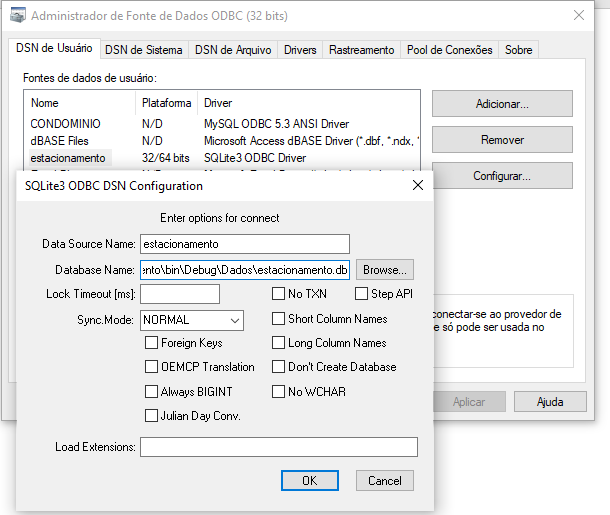 Administrador de Fonte de Dados ODBC (32 bits)
DSN de Usuário DSN de Sistema DSN de Arquivo Drivers Rastreamento Pool de Conexões Sobre
Fontes de dados de usuário:
Nome Plataforma Driver
CONDOMINIO N/D MySQL ODBC 5.3 ANSI Driver
dBASE Files N/D Microsoft Access dBASE Driver (*.dbf, *.ndx, *
estacionamento 32/64 bits SQLite3 ODBC Driver
Adicionar...
Remover
Configurar...
conectar-se ao provedor de
e só pode ser usada no
Aplicar Ajuda
SQLite3 ODBC DSN Configuration
Enter options for connect
Data Source Name: estacionamento
Database Name: ento\bin\Debug\Dados\estacionamento.db Browse...
Lock Timeout [ms]: No TXN Step API
Sync.Mode: NORMAL Short Column Names
Foreign Keys Long Column Names
OEMCP Translation Don't Create Database
Always BIGINT No WCHAR
Julian Day Conv.
Load Extensions:
OK Cancel